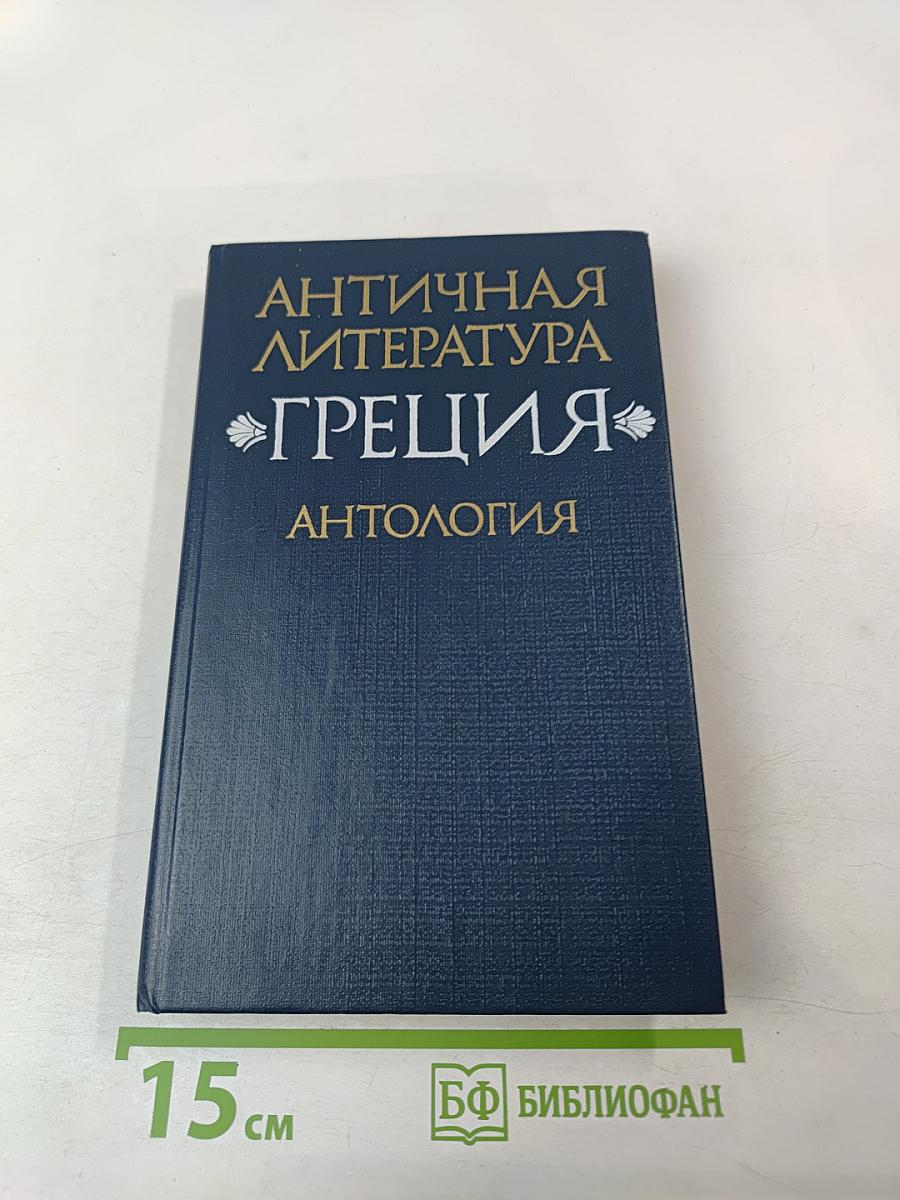 АНТИЧНАЯ
ЛИТЕРАТУРА
ГРЕЦИЯ
АНТОЛОГИЯ
15 см
БФ БИБЛИОФАН